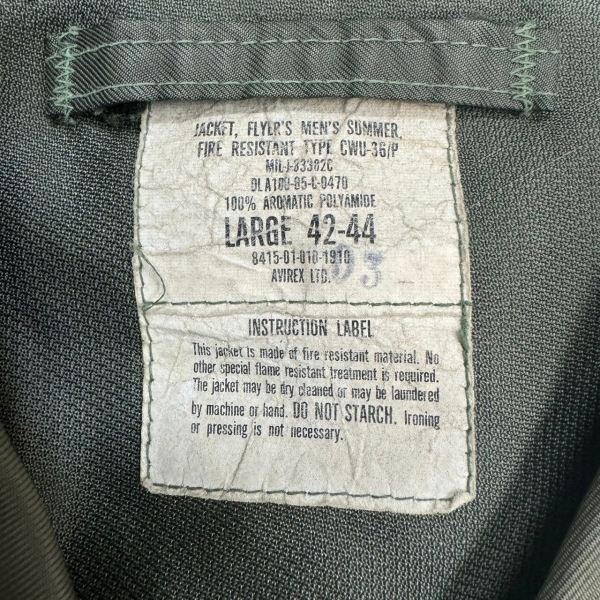 JACKET, FLYER'S MEN'S SUMMER,
FIRE RESISTANT TYPE CWU-36/P
MIL-J-83382C
DLA100-85-C-0470
100% AROMATIC POLYAMIDE
LARGE 42-44
8415-01-010-1910
AVIREX LTD.
03
INSTRUCTION LABEL
This jacket is made of fire resistant material. No
other special flame resistant treatment is required.
The jacket may be dry cleaned or may be laundered
by machine or hand. DO NOT STARCH. Ironing
or pressing is not necessary.